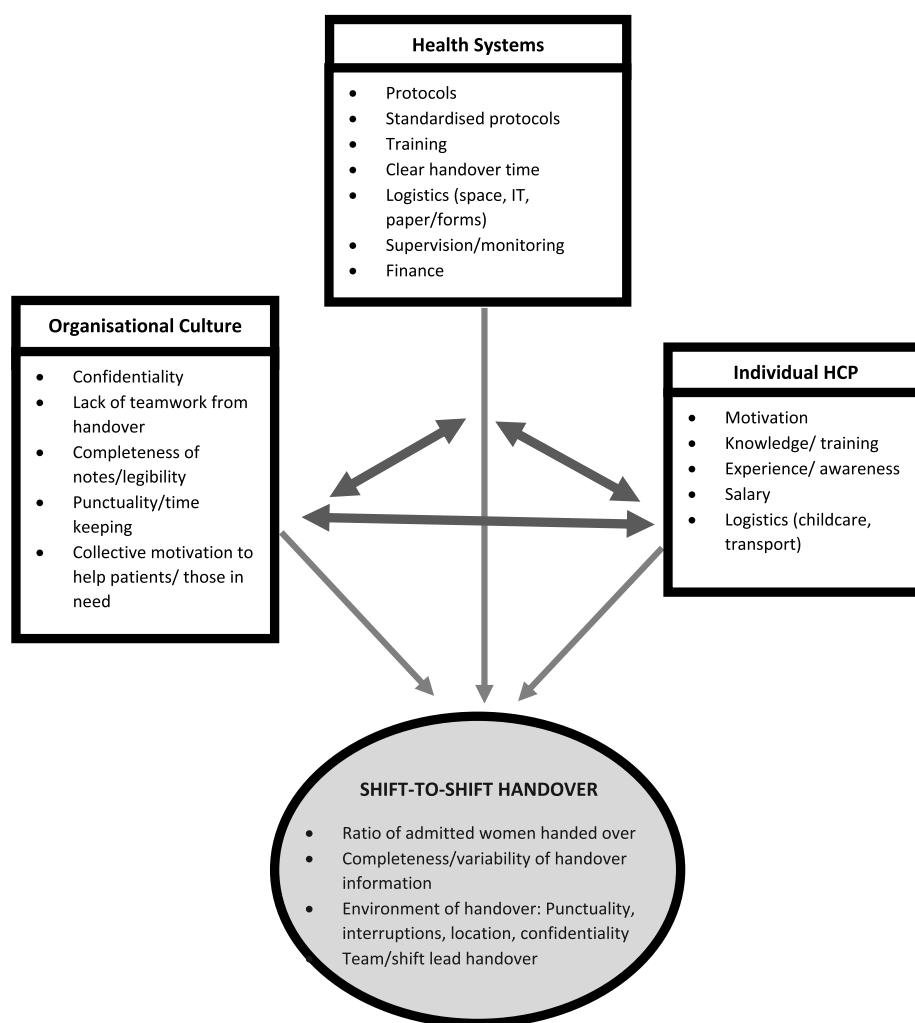 Health Systems
• Protocols
• Standardised protocols
• Training
• Clear handover time
• Logistics (space, IT,
paper/forms)
• Supervision/monitoring
• Finance
Organisational Culture
• Confidentiality
• Lack of teamwork from
handover
• Completeness of
notes/legibility
• Punctuality/time
keeping
• Collective motivation to
help patients/ those in
need
Individual HCP
• Motivation
• Knowledge/ training
• Experience/ awareness
• Salary
• Logistics (childcare,
transport)
SHIFT-TO-SHIFT HANDOVER
• Ratio of admitted women handed over
• Completeness/variability of handover
information
• Environment of handover: Punctuality,
interruptions, location, confidentiality
• Team/shift lead handover